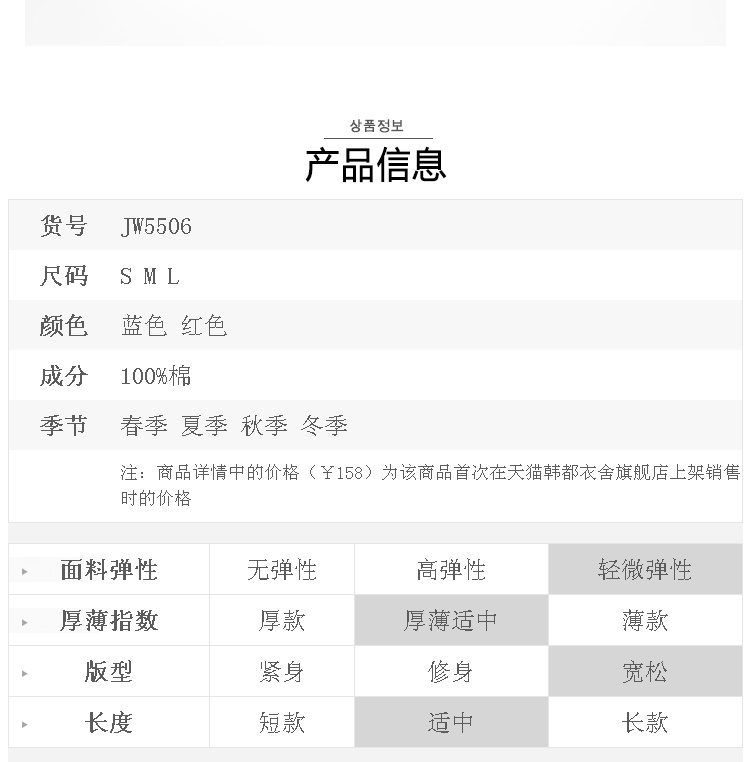 상품정보
产品信息
货号 JW5506
尺码 S M L
颜色 蓝色 红色
成分 100%棉
季节 春季 夏季 秋季 冬季
注：商品详情中的价格（￥158）为该商品首次在天猫韩都衣舍旗舰店上架销售
时的价格
面料弹性 无弹性 高弹性 轻微弹性
厚薄指数 厚款 厚薄适中 薄款
版型 紧身 修身 宽松
长度 短款 适中 长款